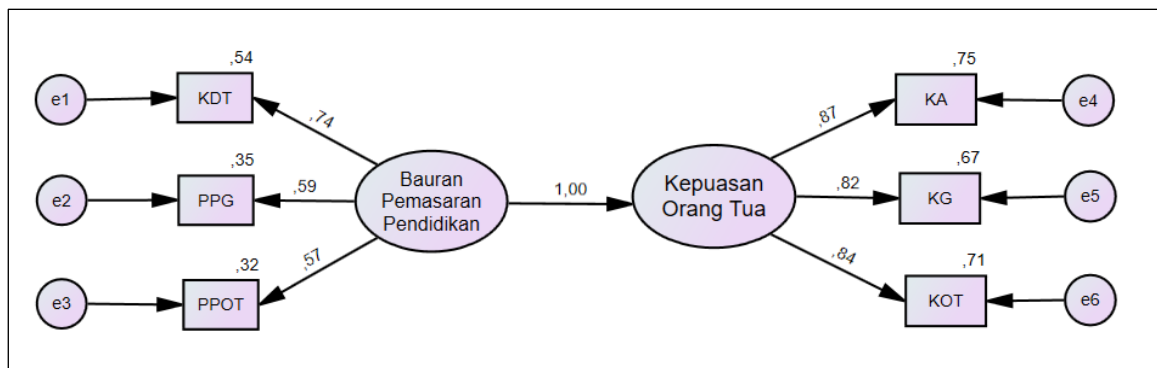 ,54
e1
KDT
,74
,35
e2
PPG
,59
,32
e3
PPOT
,57
Bauran
Pemasaran
Pendidikan
1,00
Kepuasan
Orang Tua
,75
,87
KA
e4
,67
,82
KG
e5
,71
,84
KOT
e6